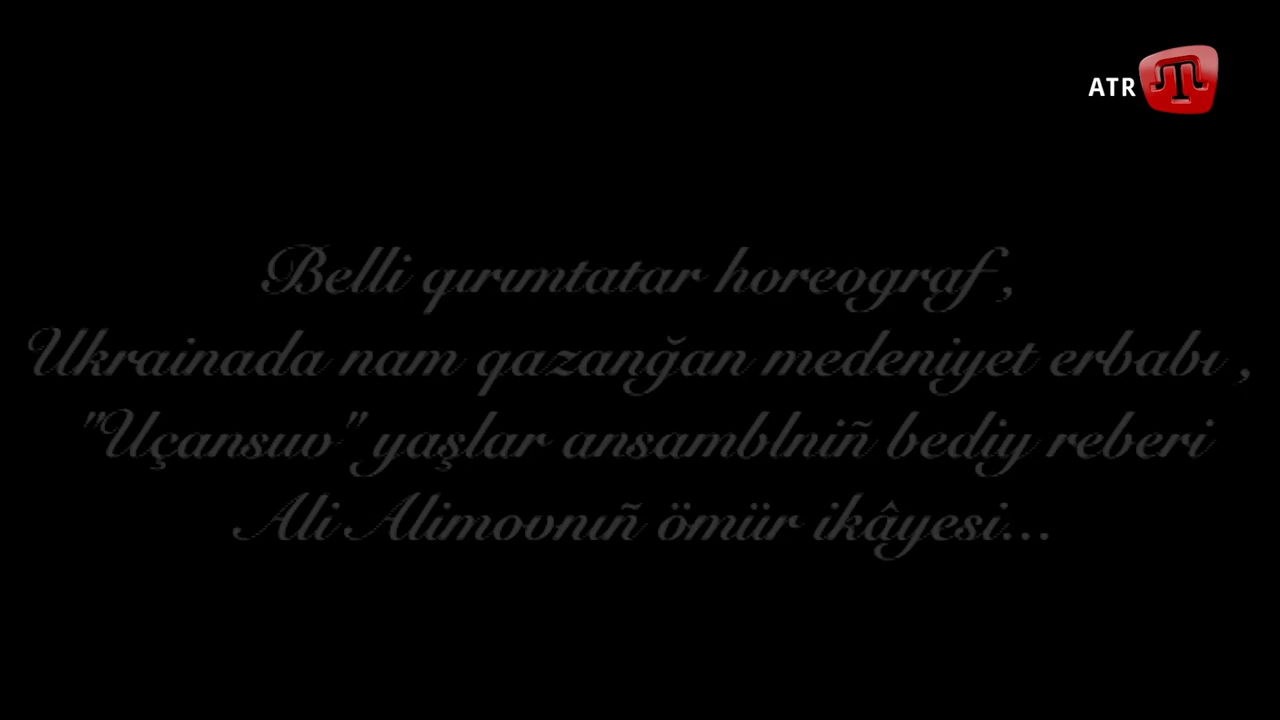 ATR
Belli qırımtatar horeograf ,
Ukrainada nam qazanğan medeniyet erbabı ,
"Uçansuv" yaşlar ansamblniñ bediy reberi
Ali Alimovnıñ ömür ikâyesi...